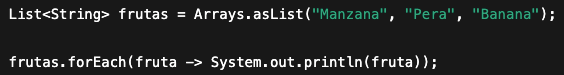 List<String> frutas = Arrays.asList("Manzana", "Pera", "Banana");
frutas.forEach(fruta -> System.out.println(fruta));